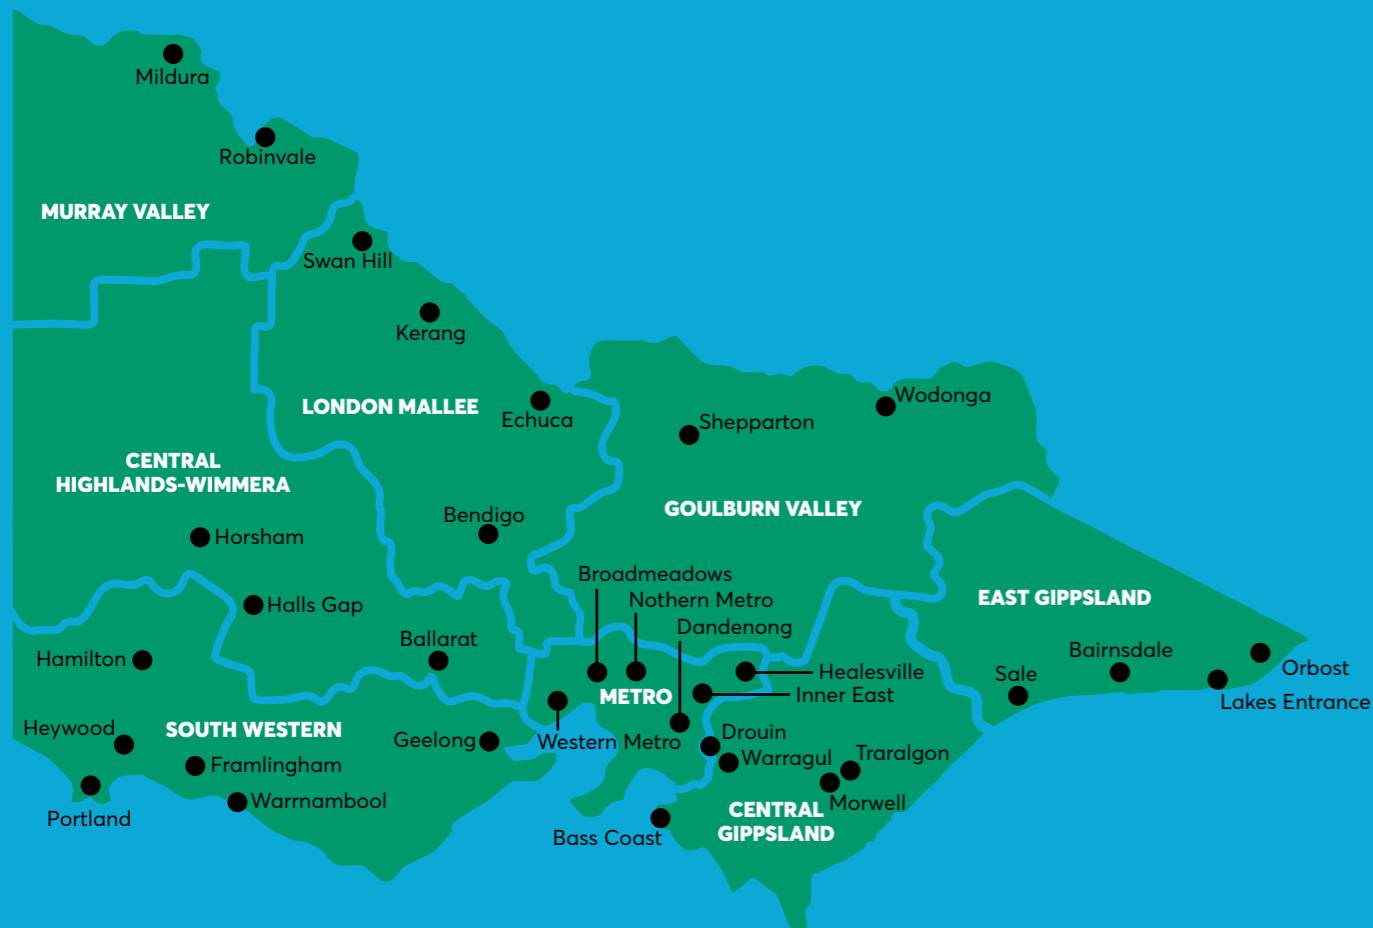 Mildura
Robinvale
MURRAY VALLEY
Swan Hill
Kerang
LONDON MALLEE
Echuca
Wodonga
Shepparton
CENTRAL
HIGHLANDS-WIMMERA
GOULBURN VALLEY
Bendigo
Horsham
Broadmeadows
Nothern Metro
Dandenong
EAST GIPPSLAND
Halls Gap
Ballarat
Hamilton
Bairnsdale
Orbost
Sale
Healesville
Inner East
METRO
Lakes Entrance
Heywood
SOUTH WESTERN
Geelong
Western Metro
Drouin
Warragul
Traralgon
Framlingham
Warrnambool
Morwell
Portland
CENTRAL
GIPPSLAND
Bass Coast